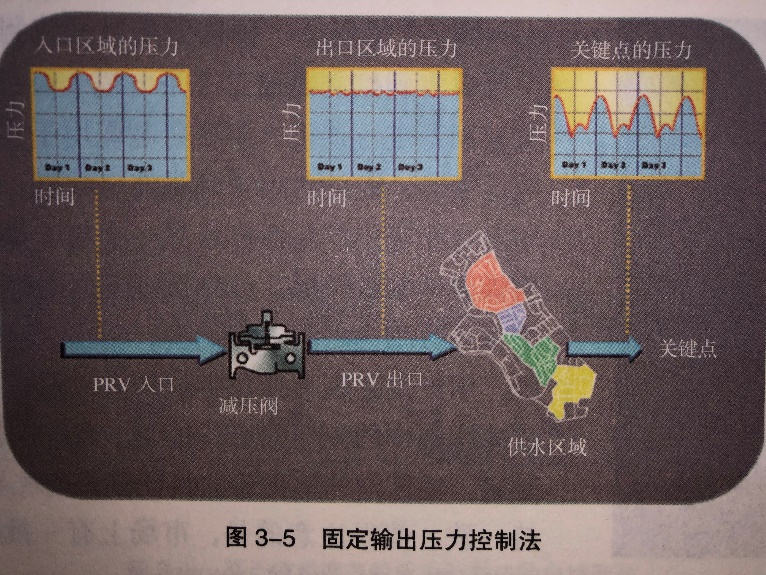 入口区域的压力
出口区域的压力
关键点的压力
压力
Day 1 Day 2 Day 3
时间
压力
Day 1 Day 2 Day 3
时间
压力
Day 1 Day 2 Day 3
时间
PRV 入口
减压阀
PRV 出口
供水区域
关键点
图 3-5 固定输出压力控制法